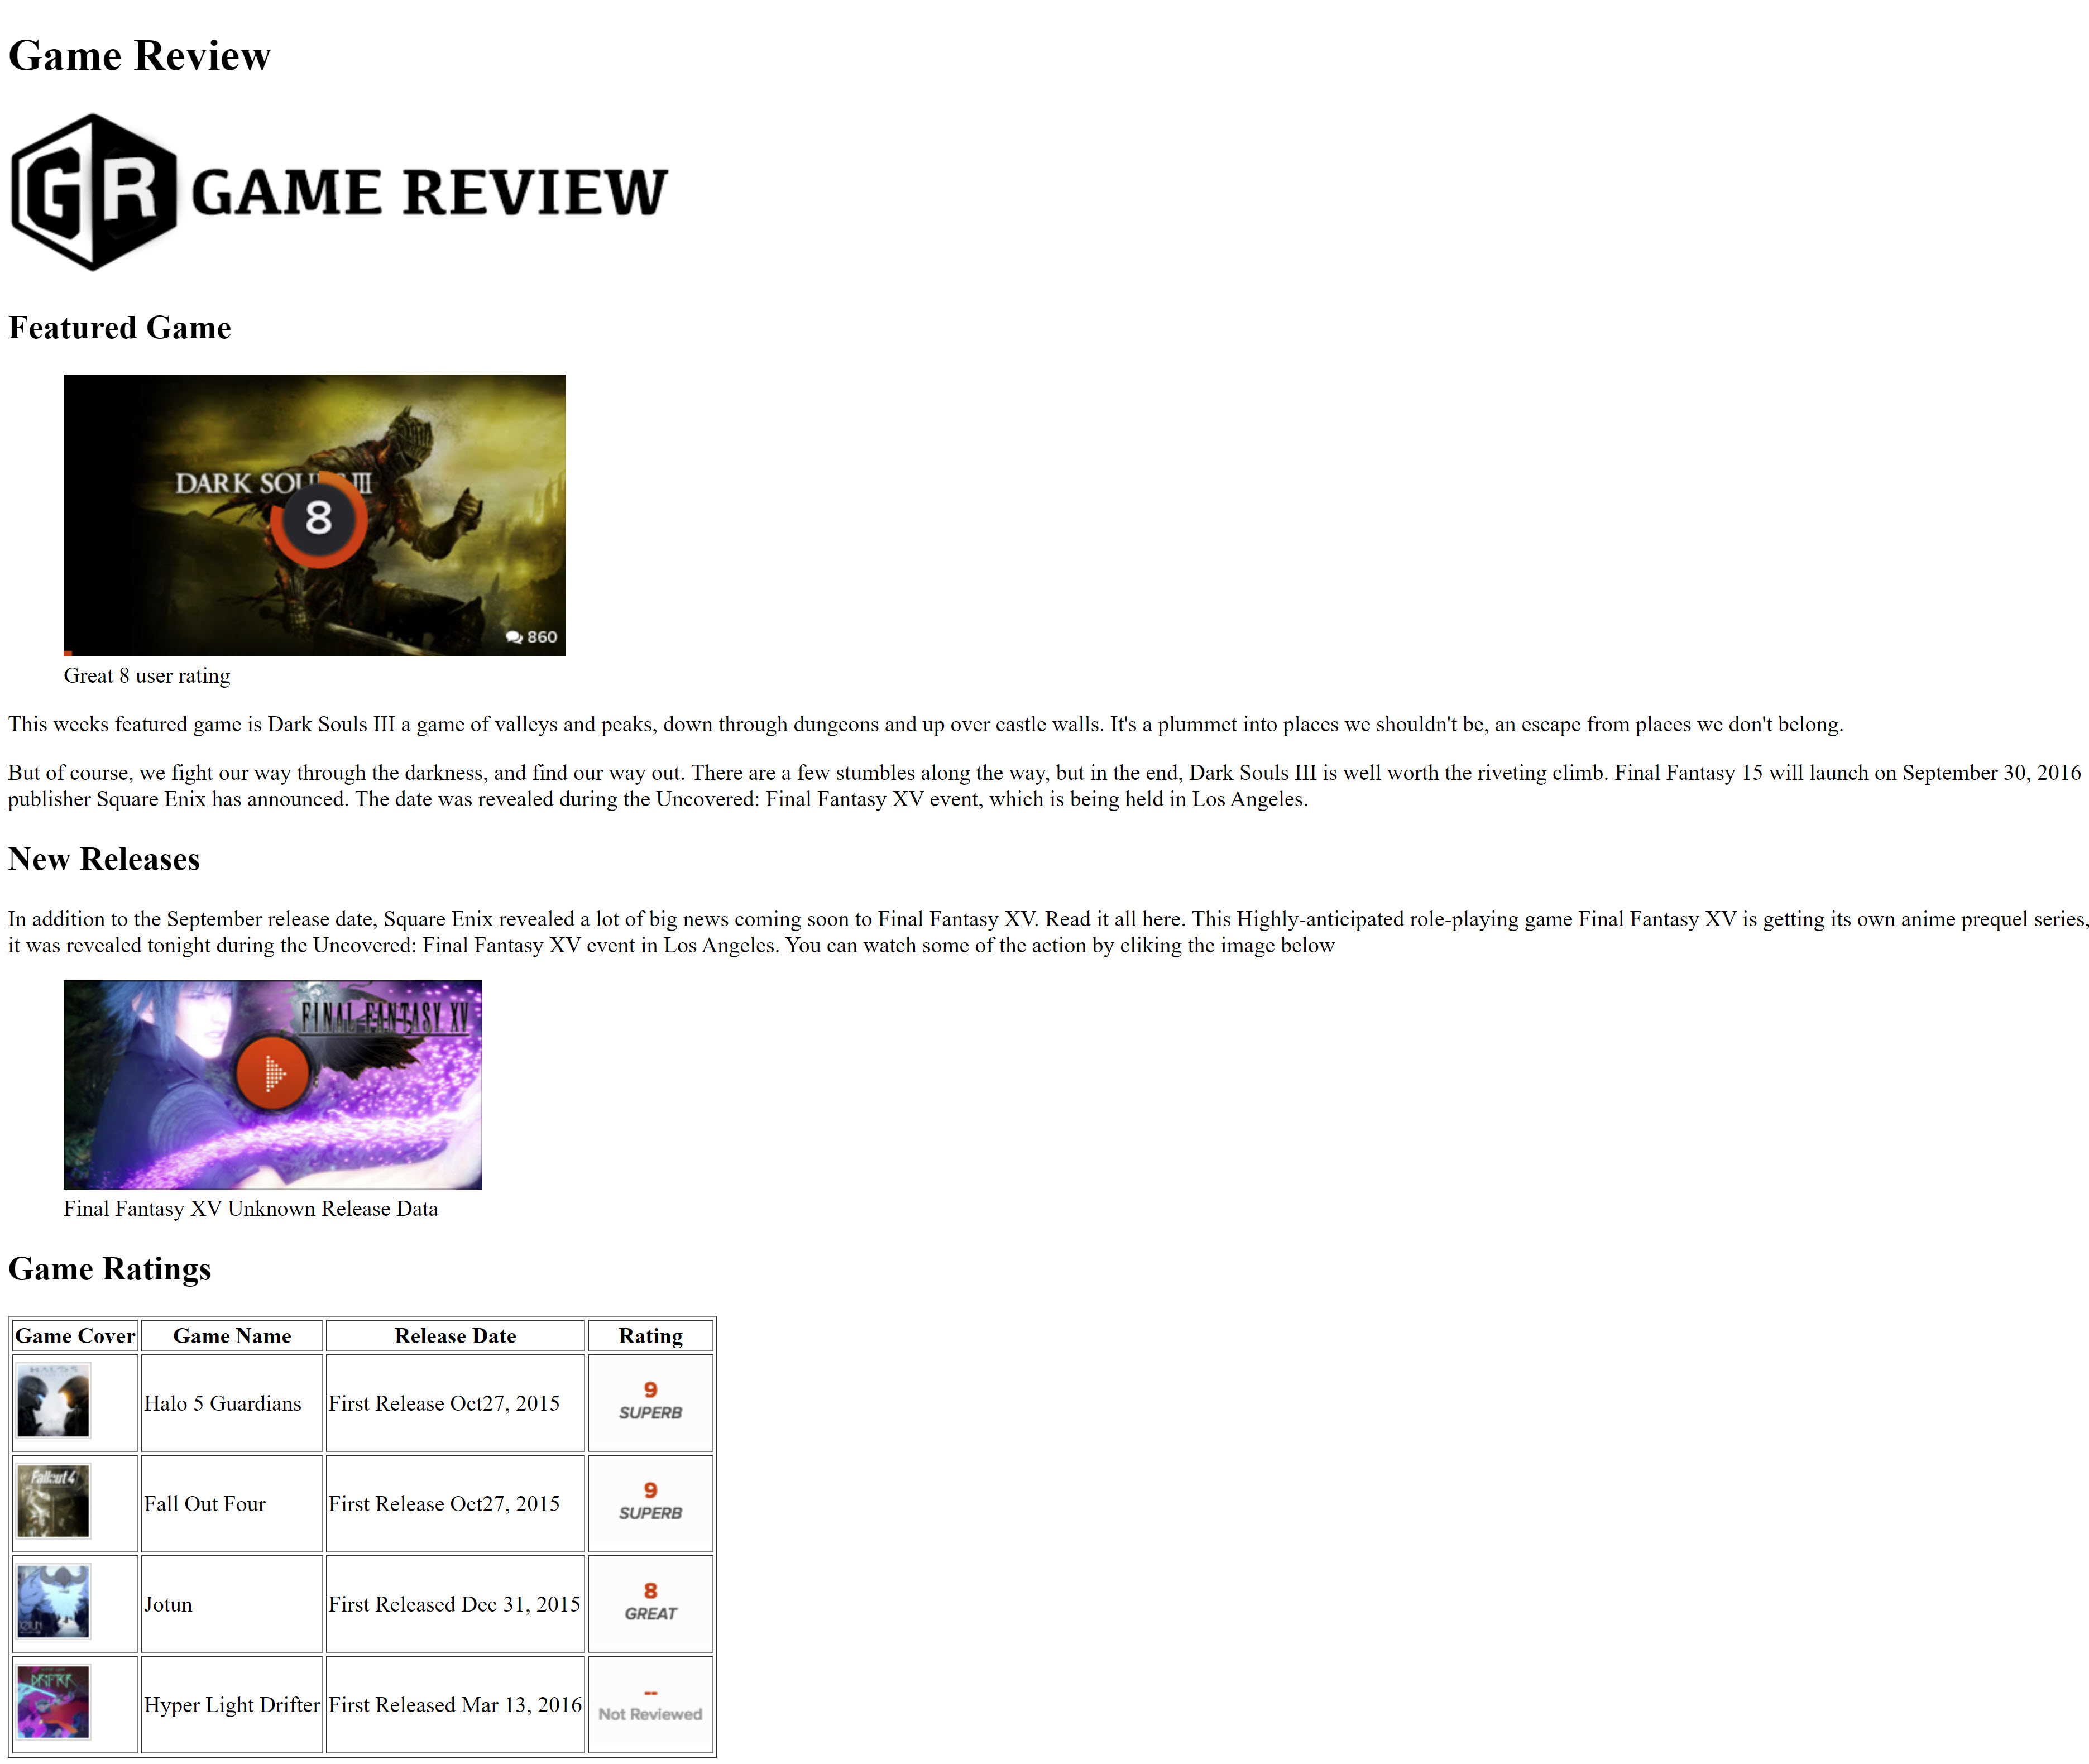 Game Review
GR GAME REVIEW
Featured Game
DARK SOULS III
8
860
Great 8 user rating
This weeks featured game is Dark Souls III a game of valleys and peaks, down through dungeons and up over castle walls. It's a plummet into places we shouldn't be, an escape from places we don't belong.
But of course, we fight our way through the darkness, and find our way out. There are a few stumbles along the way, but in the end, Dark Souls III is well worth the riveting climb. Final Fantasy 15 will launch on September 30, 2016
publisher Square Enix has announced. The date was revealed during the Uncovered: Final Fantasy XV event, which is being held in Los Angeles.
New Releases
In addition to the September release date, Square Enix revealed a lot of big news coming soon to Final Fantasy XV. Read it all here. This Highly-anticipated role-playing game Final Fantasy XV is getting its own anime prequel series,
it was revealed tonight during the Uncovered: Final Fantasy XV event in Los Angeles. You can watch some of the action by cliking the image below
FINAL FANTASY XV
Final Fantasy XV Unknown Release Data
Game Ratings
Game Cover Game Name Release Date Rating
HALO 5
Halo 5 Guardians First Release Oct27, 2015 9
SUPERB
Fallout 4
Fall Out Four First Release Oct27, 2015 9
SUPERB
JOTUN
Jotun First Released Dec 31, 2015 8
GREAT
DRIFTER
Hyper Light Drifter First Released Mar 13, 2016 --
Not Reviewed